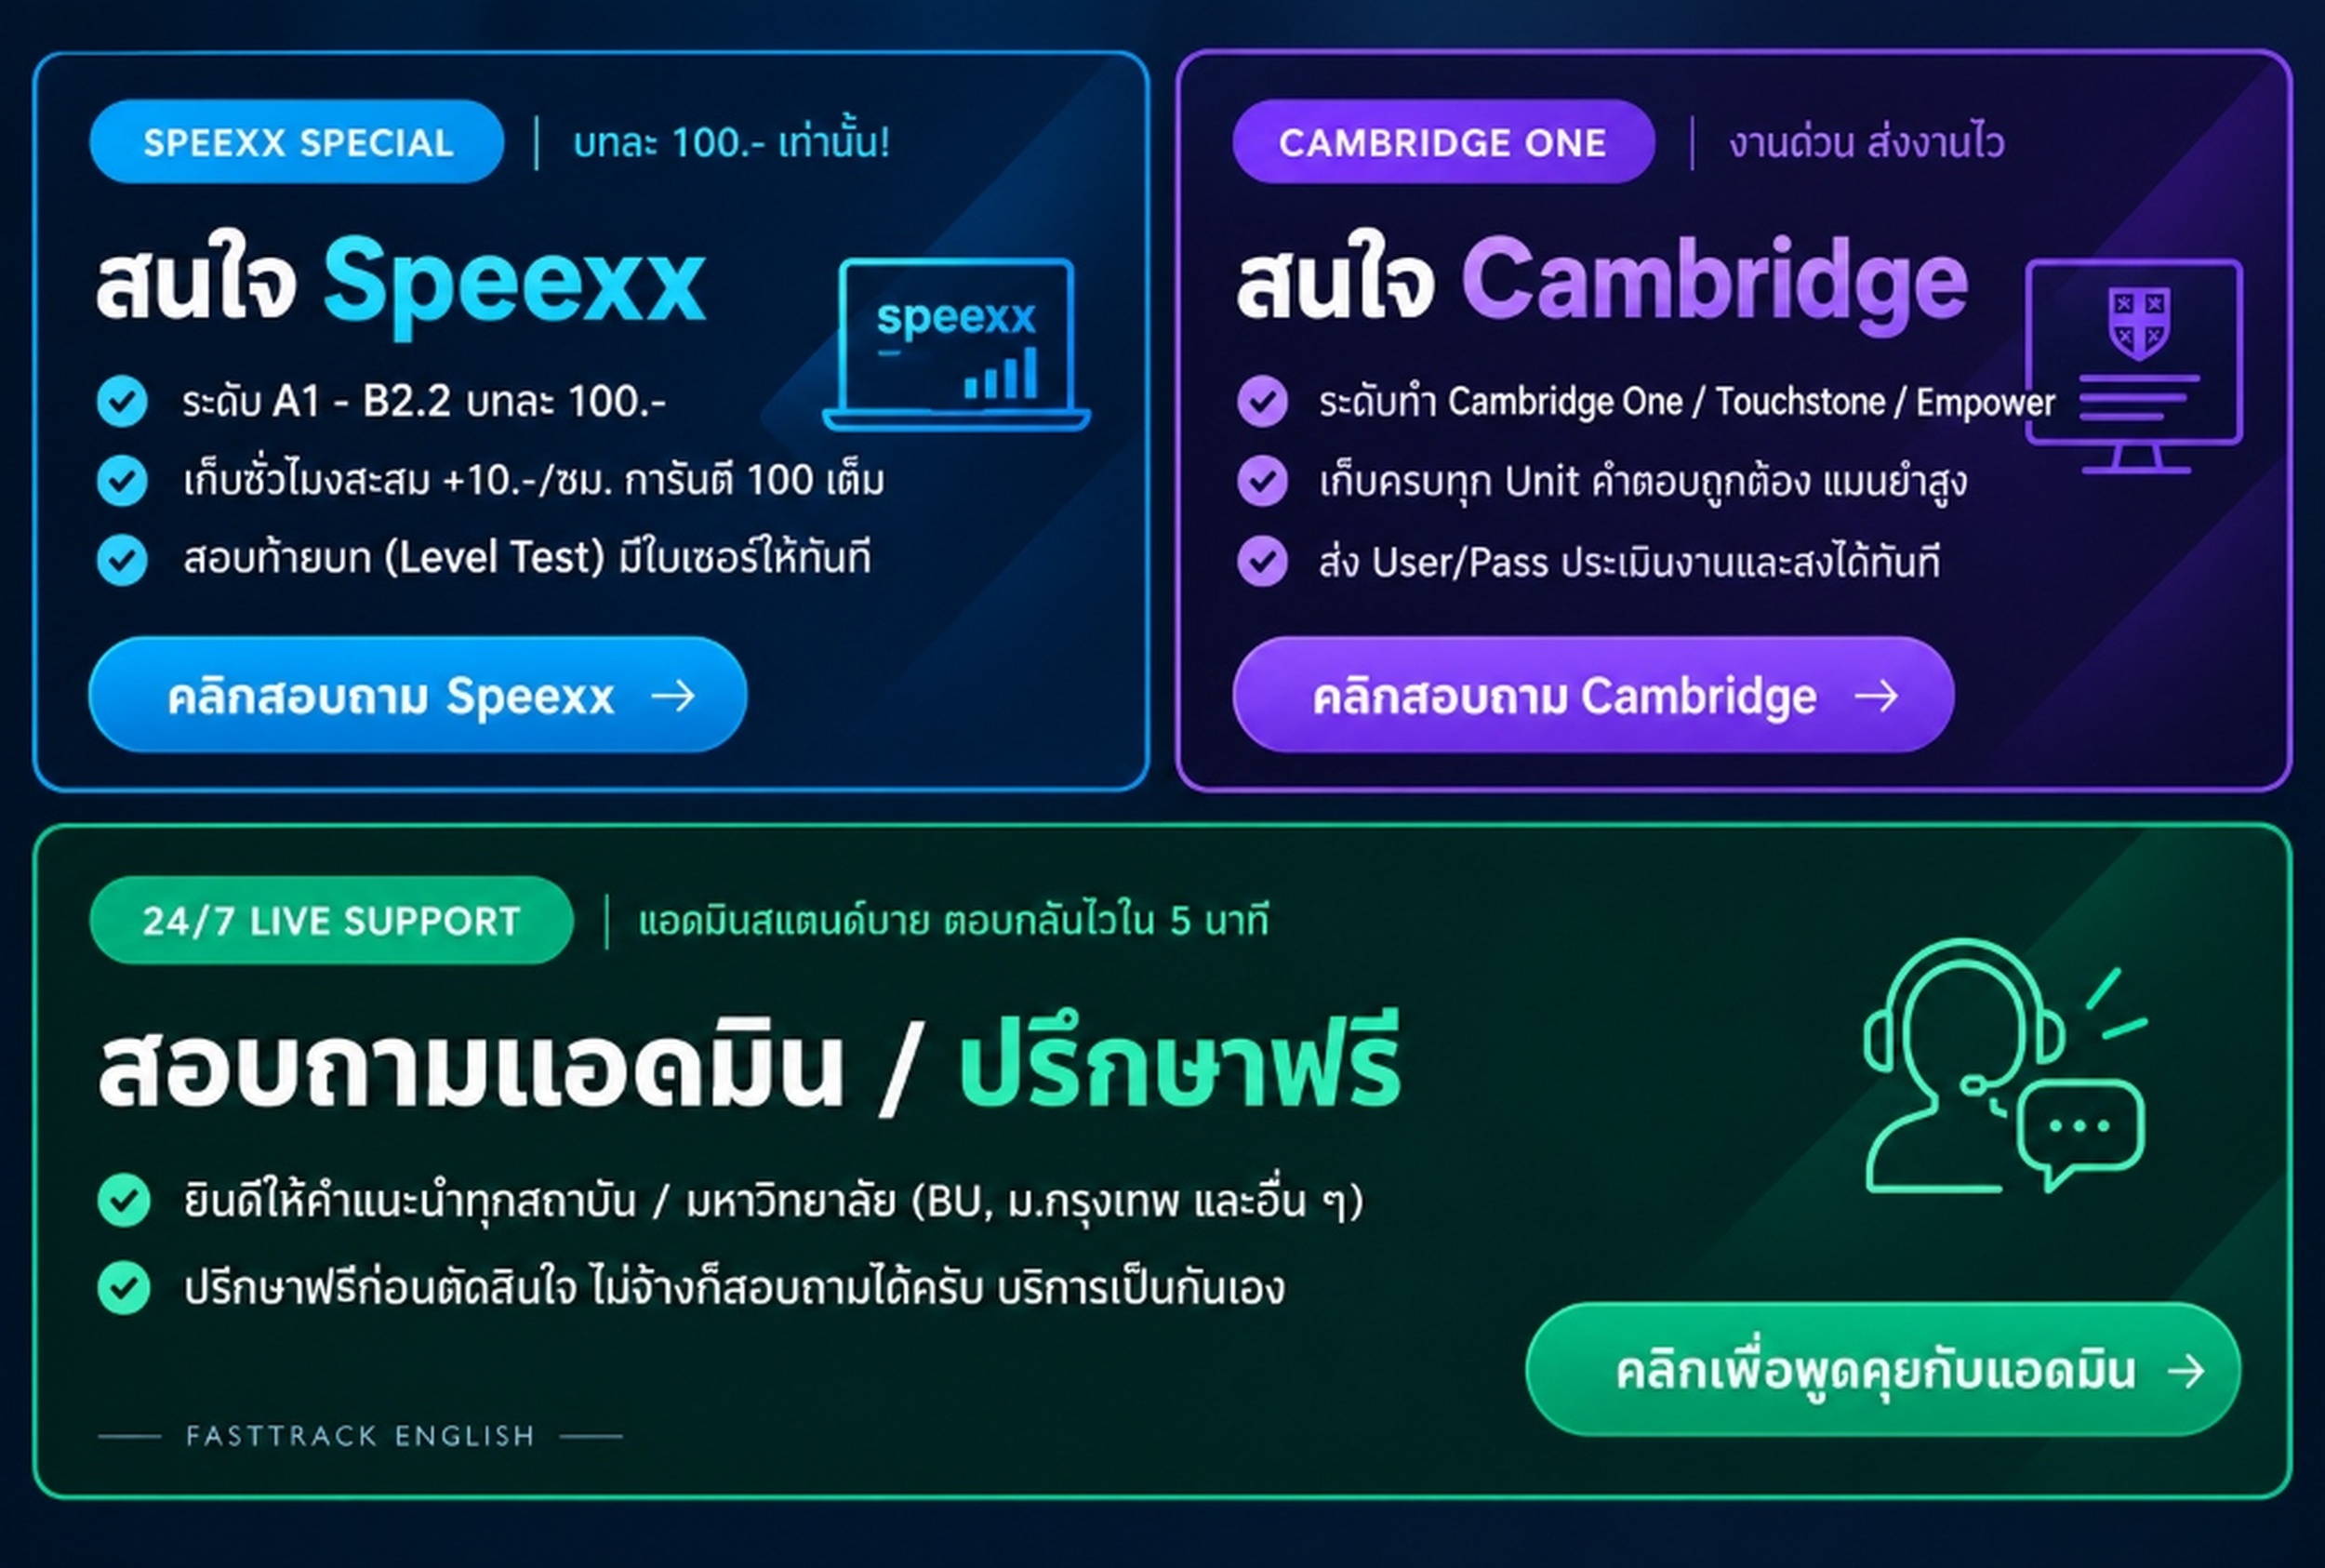 SPEEXX SPECIAL | บทละ 100.- เท่านั้น!
สนใจ Speexx
speexx
ระดับ A1 - B2.2 บทละ 100.-
เก็บชั่วโมงสะสม +10.-/ชม. การันตี 100 เต็ม
สอบท้ายบท (Level Test) มีใบเซอร์ให้ทันที
คลิกสอบถาม Speexx →
CAMBRIDGE ONE | งานด่วน ส่งงานไว
สนใจ Cambridge
ระดับทำ Cambridge One / Touchstone / Empower
เก็บครบทุก Unit คำตอบถูกต้อง แมนยำสูง
ส่ง User/Pass ประเมินงานและสงได้ทันที
คลิกสอบถาม Cambridge →
24/7 LIVE SUPPORT | แอดมินสแตนด์บาย ตอบกลันไวใน 5 นาที
สอบถามแอดมิน / ปรึกษาฟรี
ยินดีให้คำแนะนำทุกสถาบัน / มหาวิทยาลัย (BU, ม.กรุงเทพ และอื่น ๆ)
ปรึกษาฟรีก่อนตัดสินใจ ไม่จ้างก็สอบถามได้ครับ บริการเป็นกันเอง
คลิกเพื่อพูดคุยกับแอดมิน →
FASTTRACK ENGLISH